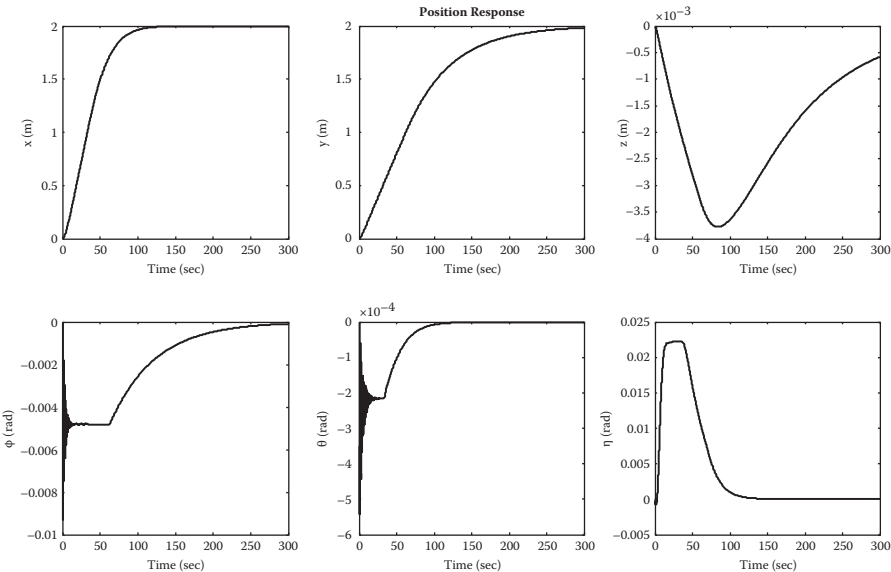 Position Response
2
1.5
1
0.5
0
x (m)
0 50 100 150 200 250 300
Time (sec)
2
1.5
1
0.5
0
y (m)
0 50 100 150 200 250 300
Time (sec)
×10−3
0
−0.5
−1
−1.5
−2
−2.5
−3
−3.5
−4
z (m)
0 50 100 150 200 250 300
Time (sec)
0
−0.002
−0.004
−0.006
−0.008
−0.01
ϕ (rad)
0 50 100 150 200 250 300
Time (sec)
×10−4
0
−1
−2
−3
−4
−5
−6
θ (rad)
0 50 100 150 200 250 300
Time (sec)
0.025
0.02
0.015
0.01
0.005
0
−0.005
η (rad)
0 50 100 150 200 250 300
Time (sec)